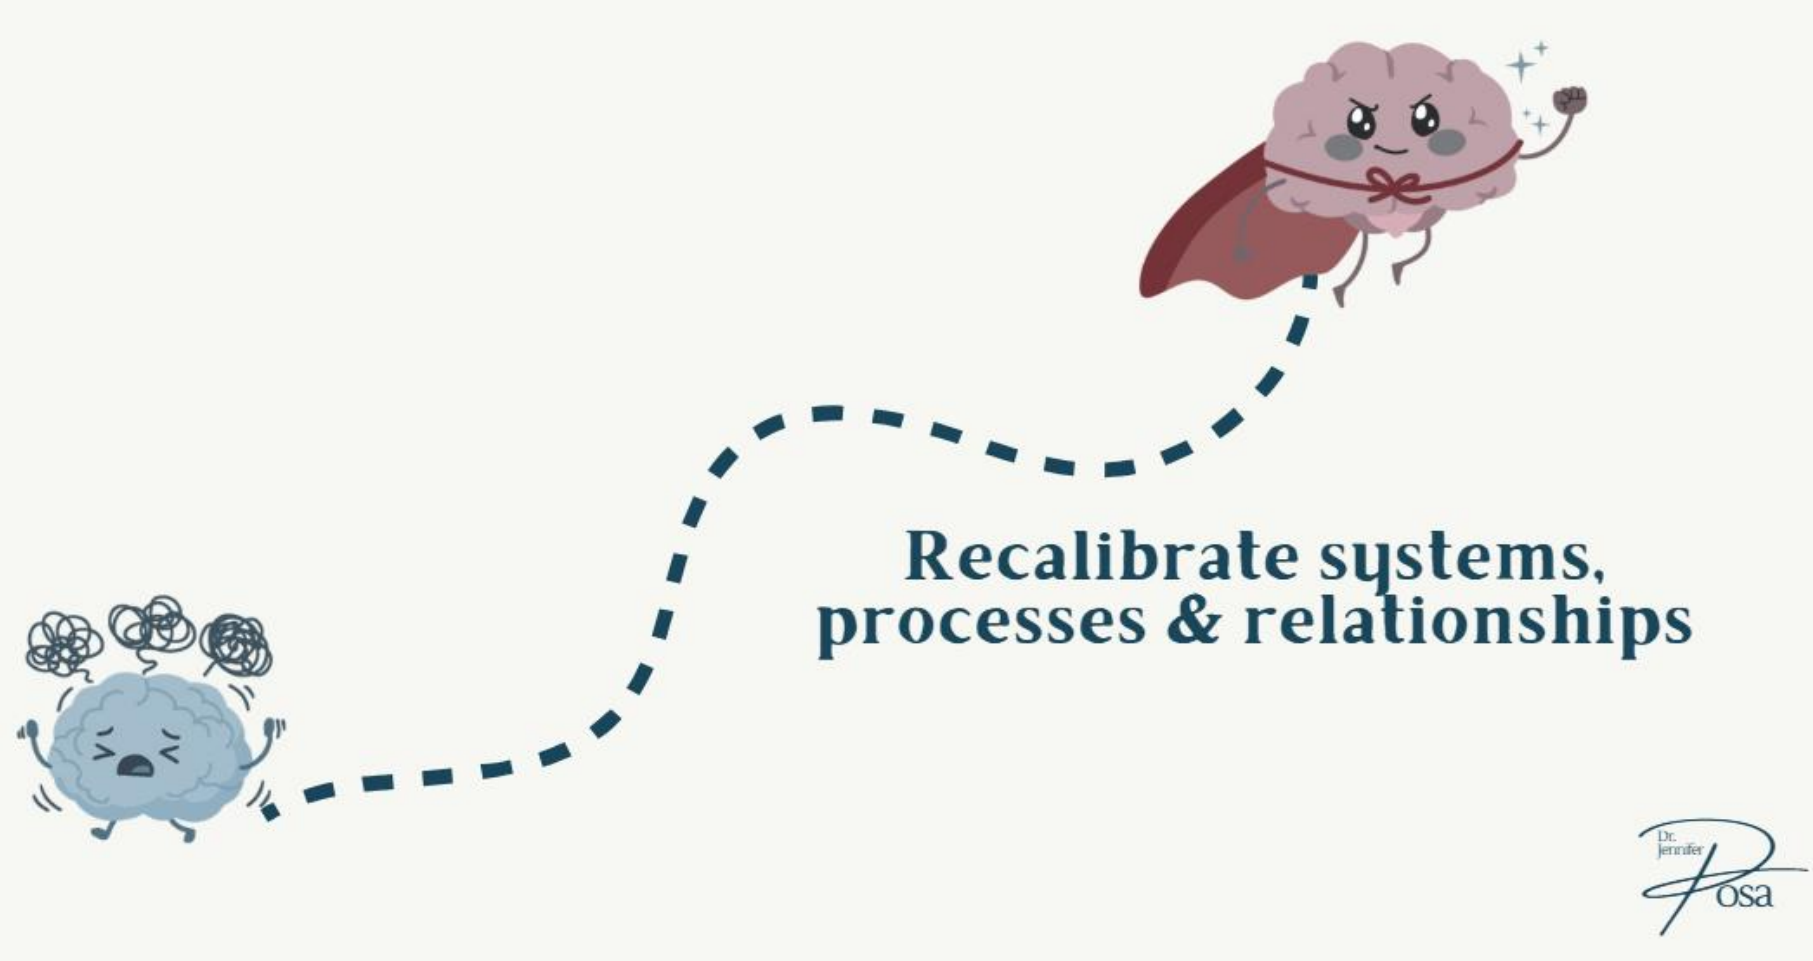 Recalibrate systems,
processes & relationships
Dr.
Jennifer
Posa